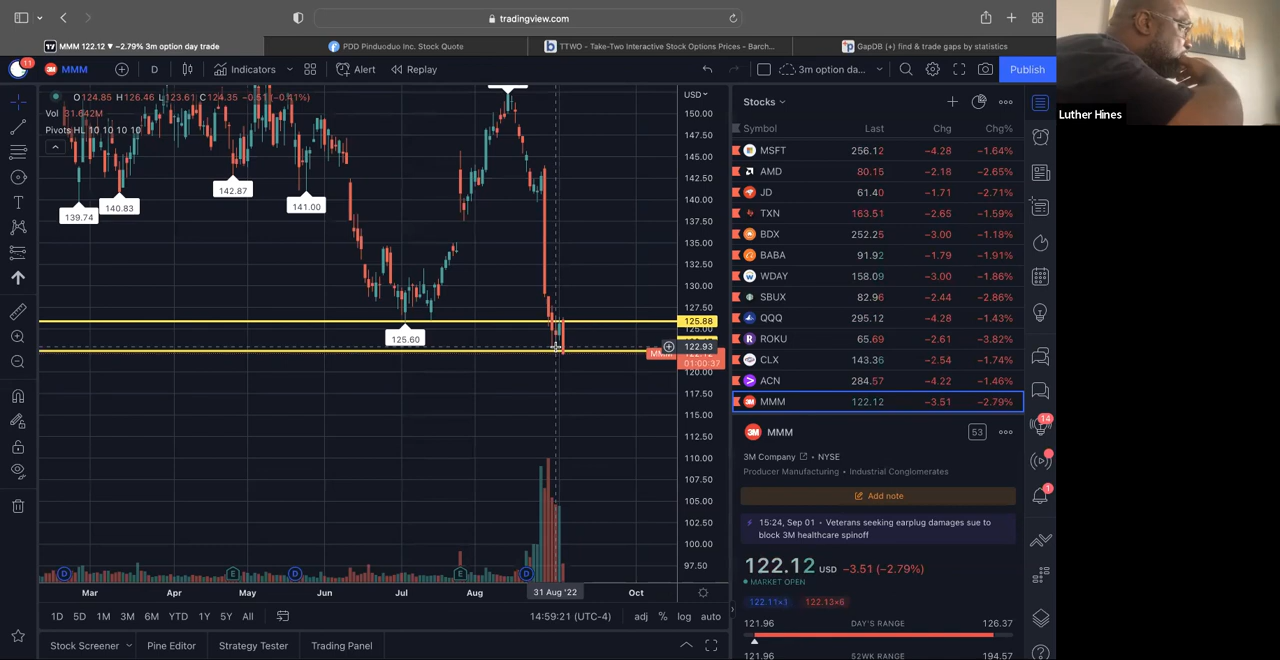 tradingview.com
MMM 122.12 ▼ −2.79% 3m option day trade
PDD Pinduoduo Inc. Stock Quote
TTWO - Take-Two Interactive Stock Options Prices - Barch...
GapDB (+) find & trade gaps by statistics
11
MMM
D
Indicators
Alert
Replay
3m option da...
Publish
O124.85 H126.46 L123.61 C124.35 −0.51 (−0.41%)
Vol 31.642M
Pivots HL 10 10 10 10
USD
150.00
147.50
145.00
142.50
140.00
137.50
135.00
132.50
130.00
127.50
125.88
125.00
122.93
MMM
01:00:37
120.00
117.50
115.00
112.50
110.00
107.50
105.00
102.50
100.00
97.50
139.74
140.83
142.87
141.00
125.60
D
E
D
E
D
Mar
Apr
May
Jun
Jul
Aug
31 Aug '22
Oct
1D 5D 1M 3M 6M YTD 1Y 5Y All
14:59:21 (UTC-4)
adj % log auto
Stock Screener
Pine Editor
Strategy Tester
Trading Panel
Stocks
Symbol Last Chg Chg%
MSFT 256.12 −4.28 −1.64%
AMD 80.15 −2.18 −2.65%
JD 61.40 −1.71 −2.71%
TXN 163.51 −2.65 −1.59%
BDX 252.25 −3.00 −1.18%
BABA 91.92 −1.79 −1.91%
WDAY 158.09 −3.00 −1.86%
SBUX 82.96 −2.44 −2.86%
QQQ 295.12 −4.28 −1.43%
ROKU 65.69 −2.61 −3.82%
CLX 143.36 −2.54 −1.74%
ACN 284.57 −4.22 −1.46%
MMM 122.12 −3.51 −2.79%
3M MMM
53
3M Company • NYSE
Producer Manufacturing • Industrial Conglomerates
Add note
15:24, Sep 01 • Veterans seeking earplug damages sue to
block 3M healthcare spinoff
122.12 USD −3.51 (−2.79%)
MARKET OPEN
122.11×3
122.13×6
121.96 DAY'S RANGE 126.37
121.96 52WK RANGE 194.57
14
1
Luther Hines